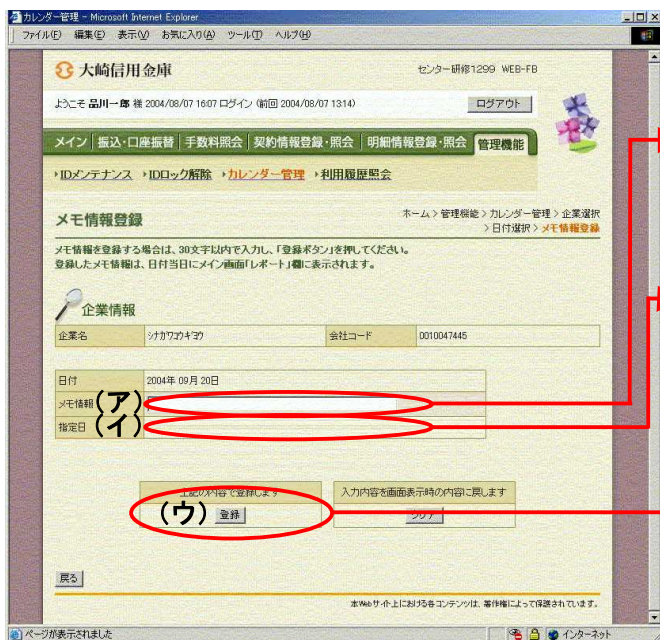 カレンダー管理 - Microsoft Internet Explorer
ファイル(F) 編集(E) 表示(V) お気に入り(A) ツール(T) ヘルプ(H)
大崎信用金庫
センター研修1299 WEB-FB
ようこそ 品川一郎 様 2004/08/07 16:07 ログイン (前回 2004/08/07 13:14)
ログアウト
メイン 振込・口座振替 手数料照会 契約情報登録・照会 明細情報登録・照会 管理機能
IDメンテナンス IDロック解除 カレンダー管理 利用履歴照会
メモ情報登録
ホーム > 管理機能 > カレンダー管理 > 企業選択
> 日付選択 > メモ情報登録
メモ情報を登録する場合は、30文字以内で入力し、「登録ボタン」を押してください。
登録したメモ情報は、日付当日にメイン画面「レポート」欄に表示されます。
企業情報
企業名 シナガワコウギヨウ 会社コード 0010047445
日付 2004年 09月 20日
メモ情報 (ア)
指定日 (イ)
上記の内容で登録します 入力内容を画面表示時の内容に戻します
(ウ) 登録 クリア
戻る
本Webサイト上における各コンテンツは、著作権によって保護されています。
ページが表示されました インターネット